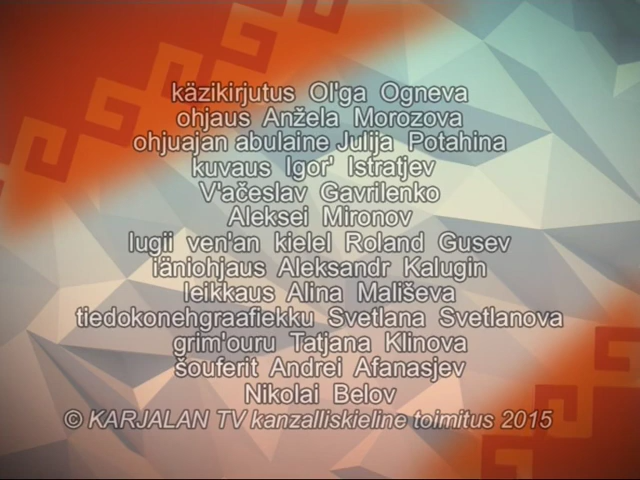 käzikirjutus Ol'ga Ogneva
ohjaus Anžela Morozova
ohjuajan abulaine Julija Potahina
kuvaus Igor' Istratjev
V'ačeslav Gavrilenko
Aleksei Mironov
lugii ven'an kielel Roland Gusev
iäniohjaus Aleksandr Kalugin
leikkaus Alina Mališeva
tiedokonehgraafiekku Svetlana Svetlanova
grim'ouru Tatjana Klinova
šouferit Andrei Afanasjev
Nikolai Belov
© KARJALAN TV kanzalliskieline toimitus 2015